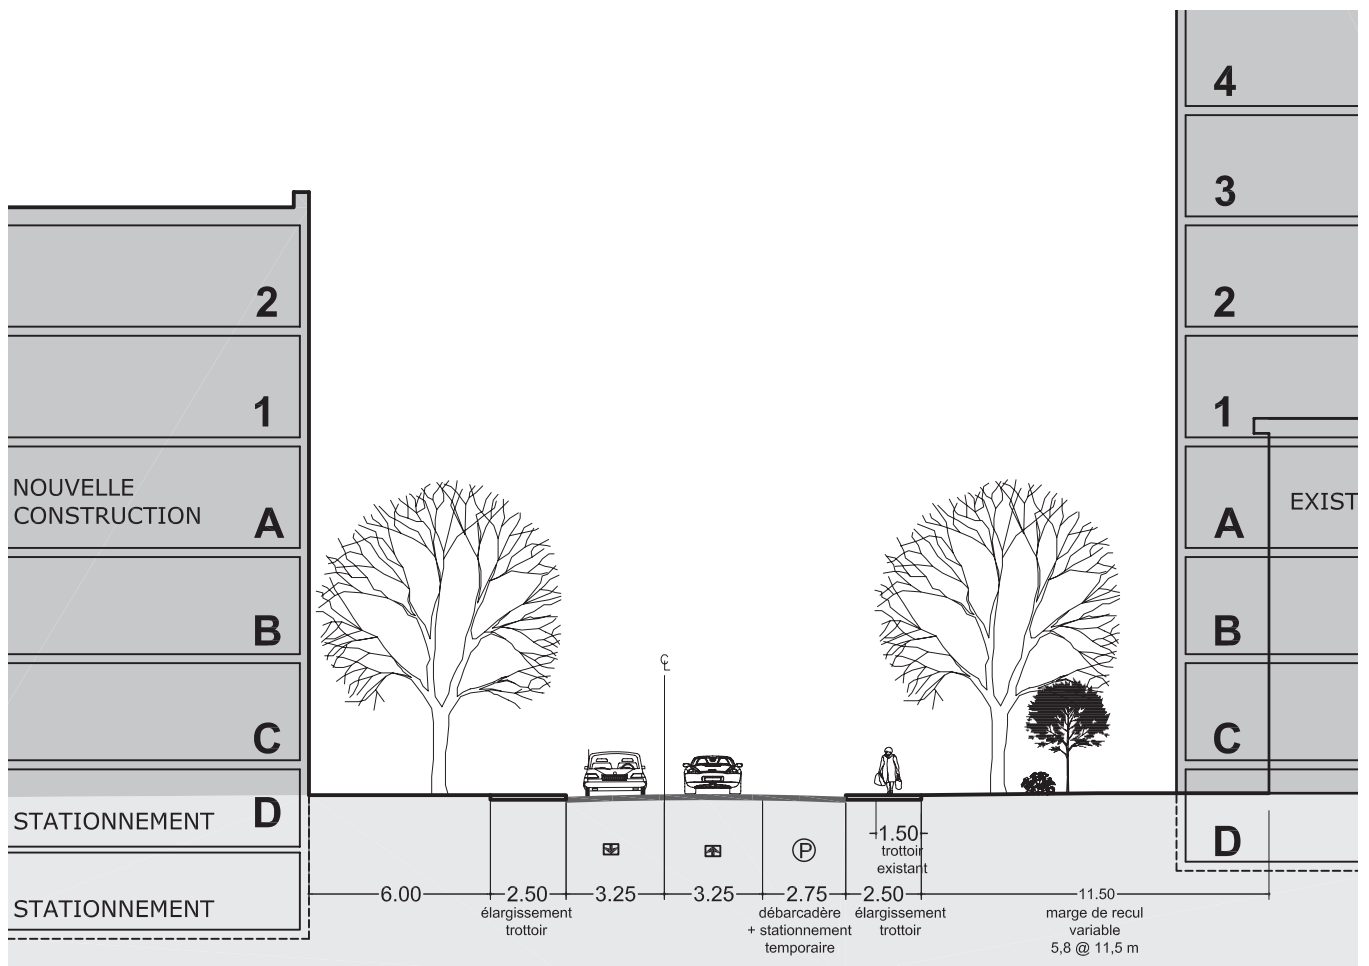 4
3
2
1
A
B
C
D
EXIST
2
1
NOUVELLE
CONSTRUCTION
A
B
C
D
STATIONNEMENT
STATIONNEMENT
℄
P
1.50
trottoir
existant
6.00
2.50
élargissement
trottoir
3.25
3.25
2.75
débarcadère
+ stationnement
temporaire
2.50
élargissement
trottoir
11.50
marge de recul
variable
5,8 @ 11,5 m